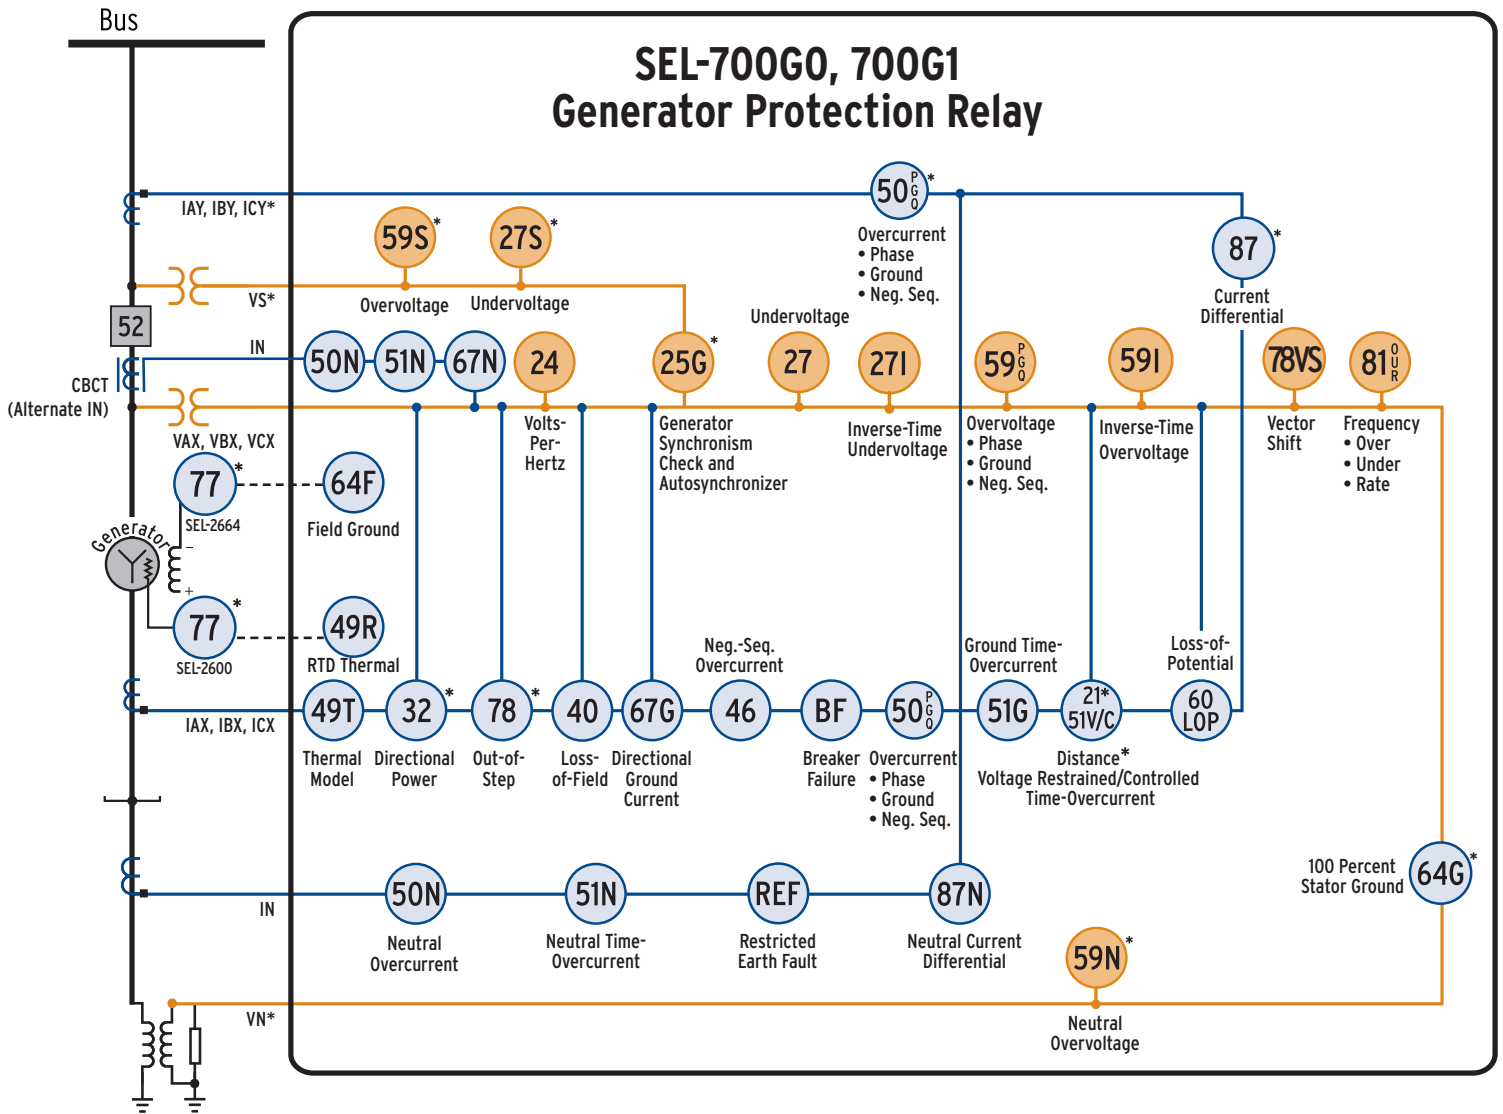 Bus
SEL-700G0, 700G1
Generator Protection Relay
IAY, IBY, ICY*
50 P G Q *
Overcurrent
• Phase
• Ground
• Neg. Seq.
87 *
Current
Differential
59S *
Overvoltage
27S *
Undervoltage
VS*
52
IN
CBCT
(Alternate IN)
50N
51N
67N
24
Volts-
Per-
Hertz
25G *
Generator
Synchronism
Check and
Autosynchronizer
Undervoltage
27
27I
Inverse-Time
Undervoltage
59 P G Q
Overvoltage
• Phase
• Ground
• Neg. Seq.
59I
Inverse-Time
Overvoltage
78VS
Vector
Shift
81 O U R
Frequency
• Over
• Under
• Rate
VAX, VBX, VCX
77 *
SEL-2664
64F
Field Ground
Generator
−
+
77 *
SEL-2600
49R
RTD Thermal
IAX, IBX, ICX
49T
Thermal
Model
32 *
Directional
Power
78 *
Out-of-
Step
40
Loss-
of-Field
67G
Directional
Ground
Current
Neg.-Seq.
Overcurrent
46
BF
Breaker
Failure
50 P G Q
Overcurrent
• Phase
• Ground
• Neg. Seq.
Ground Time-
Overcurrent
51G
21*
51V/C
Distance*
Voltage Restrained/Controlled
Time-Overcurrent
Loss-of-
Potential
60
LOP
IN
50N
Neutral
Overcurrent
51N
Neutral Time-
Overcurrent
REF
Restricted
Earth Fault
87N
Neutral Current
Differential
100 Percent
Stator Ground
64G *
59N *
Neutral
Overvoltage
VN*